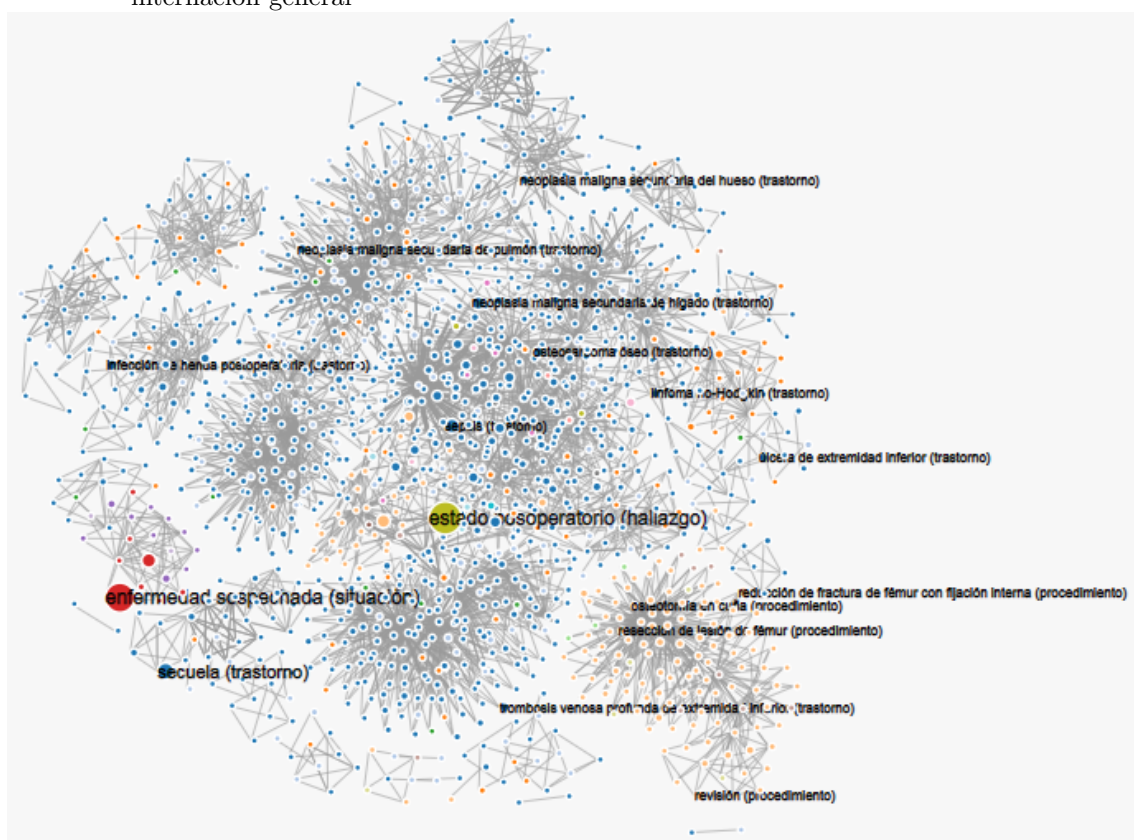 internación general
neoplasia maligna secundaria del hueso (trastorno)
neoplasia maligna secundaria de pulmón (trastorno)
neoplasia maligna secundaria de hígado (trastorno)
osteosarcoma óseo (trastorno)
infección de herida postoperatoria (trastorno)
linfoma no-Hodgkin (trastorno)
sepsis (trastorno)
úlcera de extremidad inferior (trastorno)
estado posoperatorio (hallazgo)
reducción de fractura de fémur con fijación interna (procedimiento)
enfermedad sospechada (situación)
osteotomía en cuña (procedimiento)
resección de lesión de fémur (procedimiento)
secuela (trastorno)
trombosis venosa profunda de extremidad inferior (trastorno)
revisión (procedimiento)